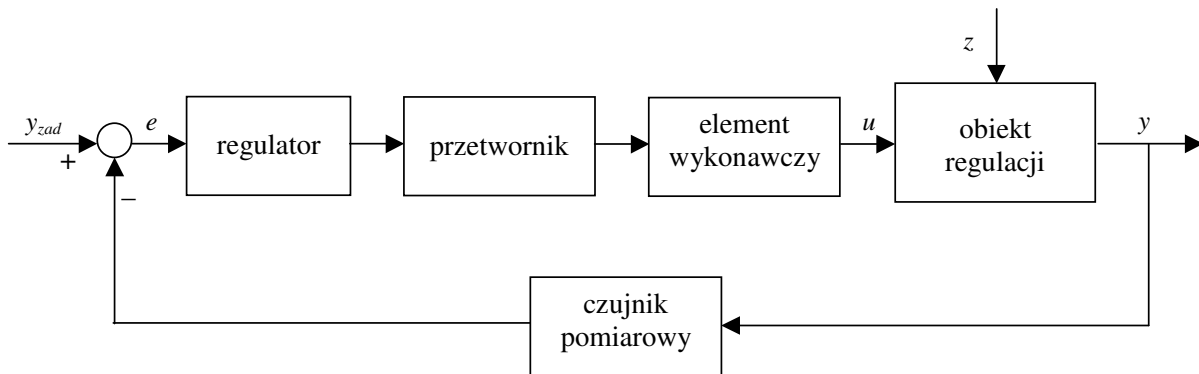 z
y_zad
+
e
regulator
przetwornik
element
wykonawczy
u
obiekt
regulacji
y
−
czujnik
pomiarowy